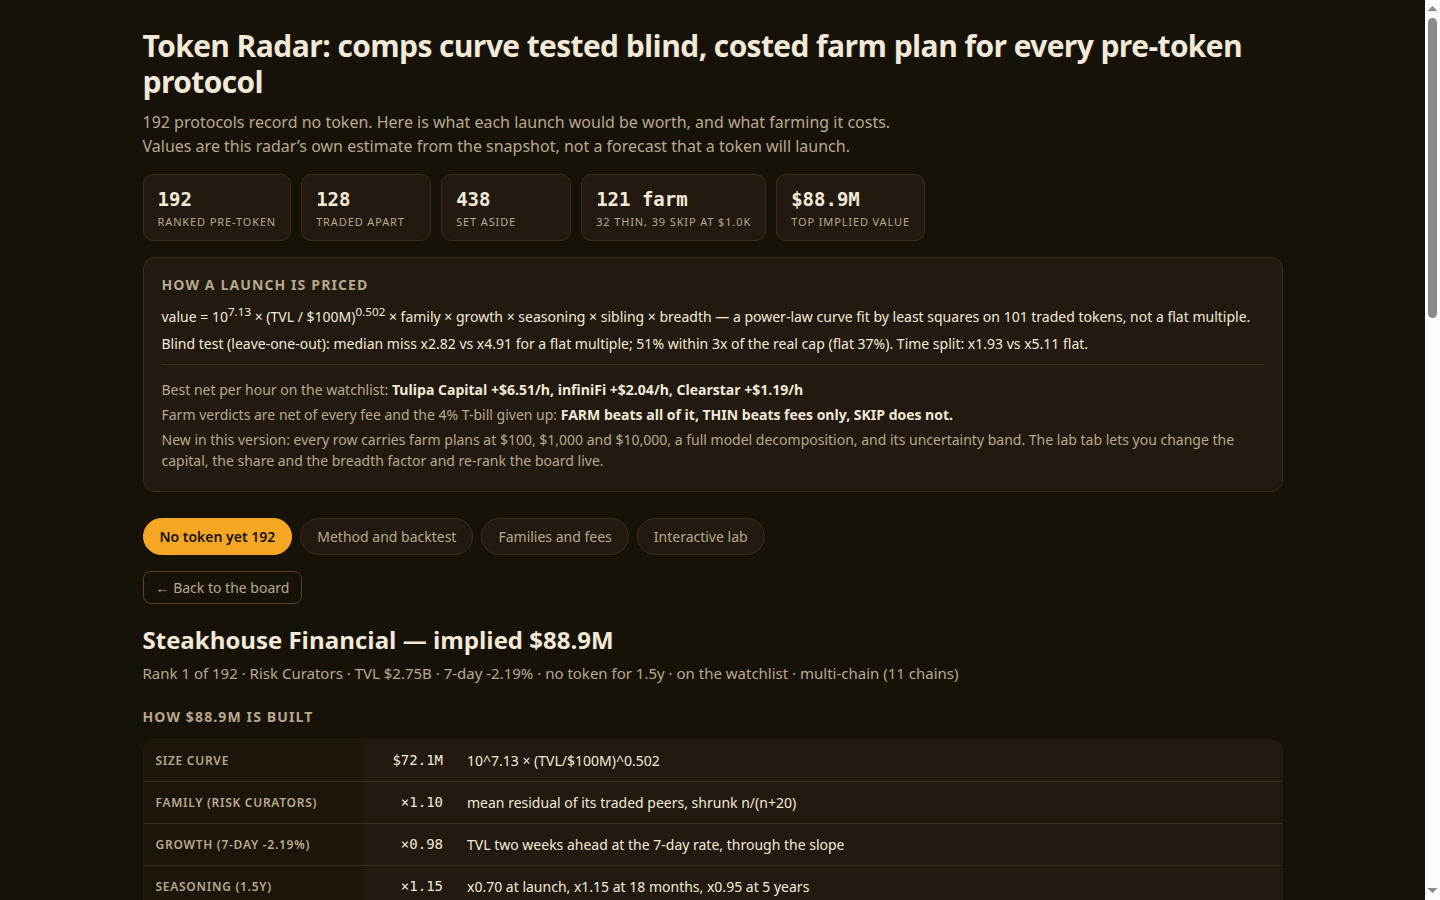 Token Radar: comps curve tested blind, costed farm plan for every pre-token
protocol
192 protocols record no token. Here is what each launch would be worth, and what farming it costs.
Values are this radar’s own estimate from the snapshot, not a forecast that a token will launch.
192
RANKED PRE-TOKEN
128
TRADED APART
438
SET ASIDE
121 farm
32 THIN, 39 SKIP AT $1.0K
$88.9M
TOP IMPLIED VALUE
HOW A LAUNCH IS PRICED
value = 10^7.13 × (TVL / $100M)^0.502 × family × growth × seasoning × sibling × breadth — a power-law curve fit by least squares on 101 traded tokens, not a flat multiple.
Blind test (leave-one-out): median miss x2.82 vs x4.91 for a flat multiple; 51% within 3x of the real cap (flat 37%). Time split: x1.93 vs x5.11 flat.
Best net per hour on the watchlist: Tulipa Capital +$6.51/h, infiniFi +$2.04/h, Clearstar +$1.19/h
Farm verdicts are net of every fee and the 4% T-bill given up: FARM beats all of it, THIN beats fees only, SKIP does not.
New in this version: every row carries farm plans at $100, $1,000 and $10,000, a full model decomposition, and its uncertainty band. The lab tab lets you change the
capital, the share and the breadth factor and re-rank the board live.
No token yet 192
Method and backtest
Families and fees
Interactive lab
← Back to the board
Steakhouse Financial — implied $88.9M
Rank 1 of 192 · Risk Curators · TVL $2.75B · 7-day -2.19% · no token for 1.5y · on the watchlist · multi-chain (11 chains)
HOW $88.9M IS BUILT
SIZE CURVE $72.1M 10^7.13 × (TVL/$100M)^0.502
FAMILY (RISK CURATORS) ×1.10 mean residual of its traded peers, shrunk n/(n+20)
GROWTH (7-DAY -2.19%) ×0.98 TVL two weeks ahead at the 7-day rate, through the slope
SEASONING (1.5Y) ×1.15 x0.70 at launch, x1.15 at 18 months, x0.95 at 5 years